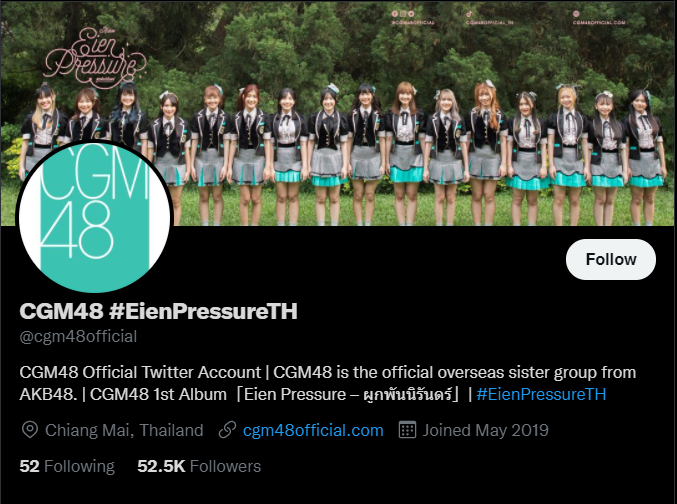 @CGM48OFFICIAL
CGM48OFFICIAL_TH
CGM48OFFICIAL.COM
Eien
Pressure
CGM
48
Follow
CGM48 #EienPressureTH
@cgm48official
CGM48 Official Twitter Account | CGM48 is the official overseas sister group from
AKB48. | CGM48 1st Album「Eien Pressure – ผูกพันนิรันดร์」| #EienPressureTH
Chiang Mai, Thailand cgm48official.com Joined May 2019
52 Following 52.5K Followers